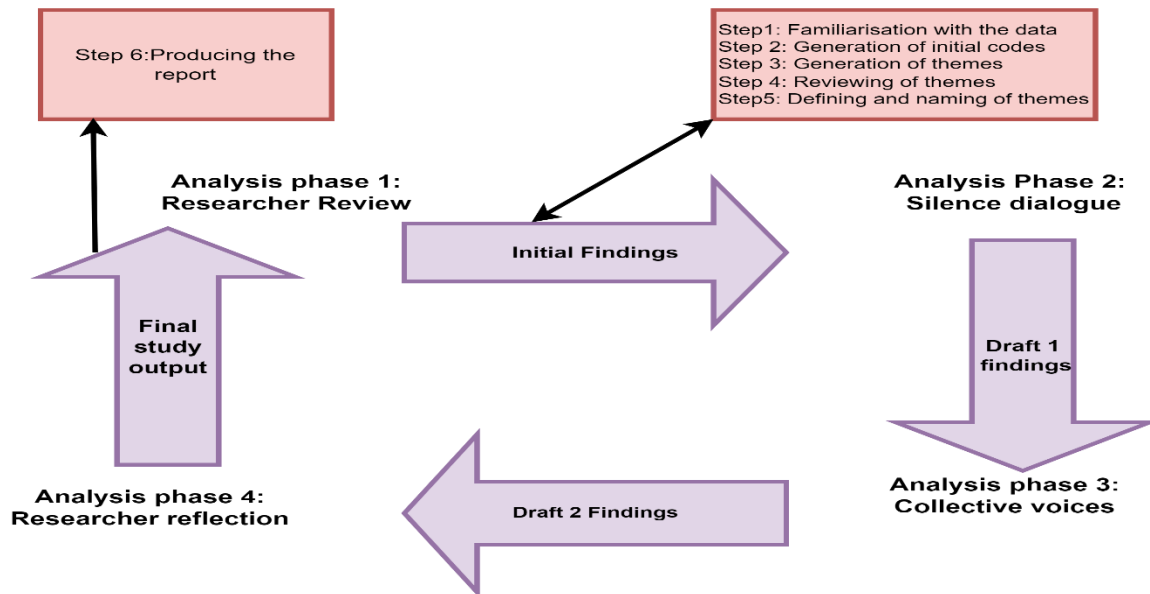 Step 6:Producing the
report
Step1: Familiarisation with the data
Step 2: Generation of initial codes
Step 3: Generation of themes
Step 4: Reviewing of themes
Step5: Defining and naming of themes
Analysis phase 1:
Researcher Review
Analysis Phase 2:
Silence dialogue
Initial Findings
Final
study
output
Draft 1
findings
Analysis phase 4:
Researcher reflection
Draft 2 Findings
Analysis phase 3:
Collective voices